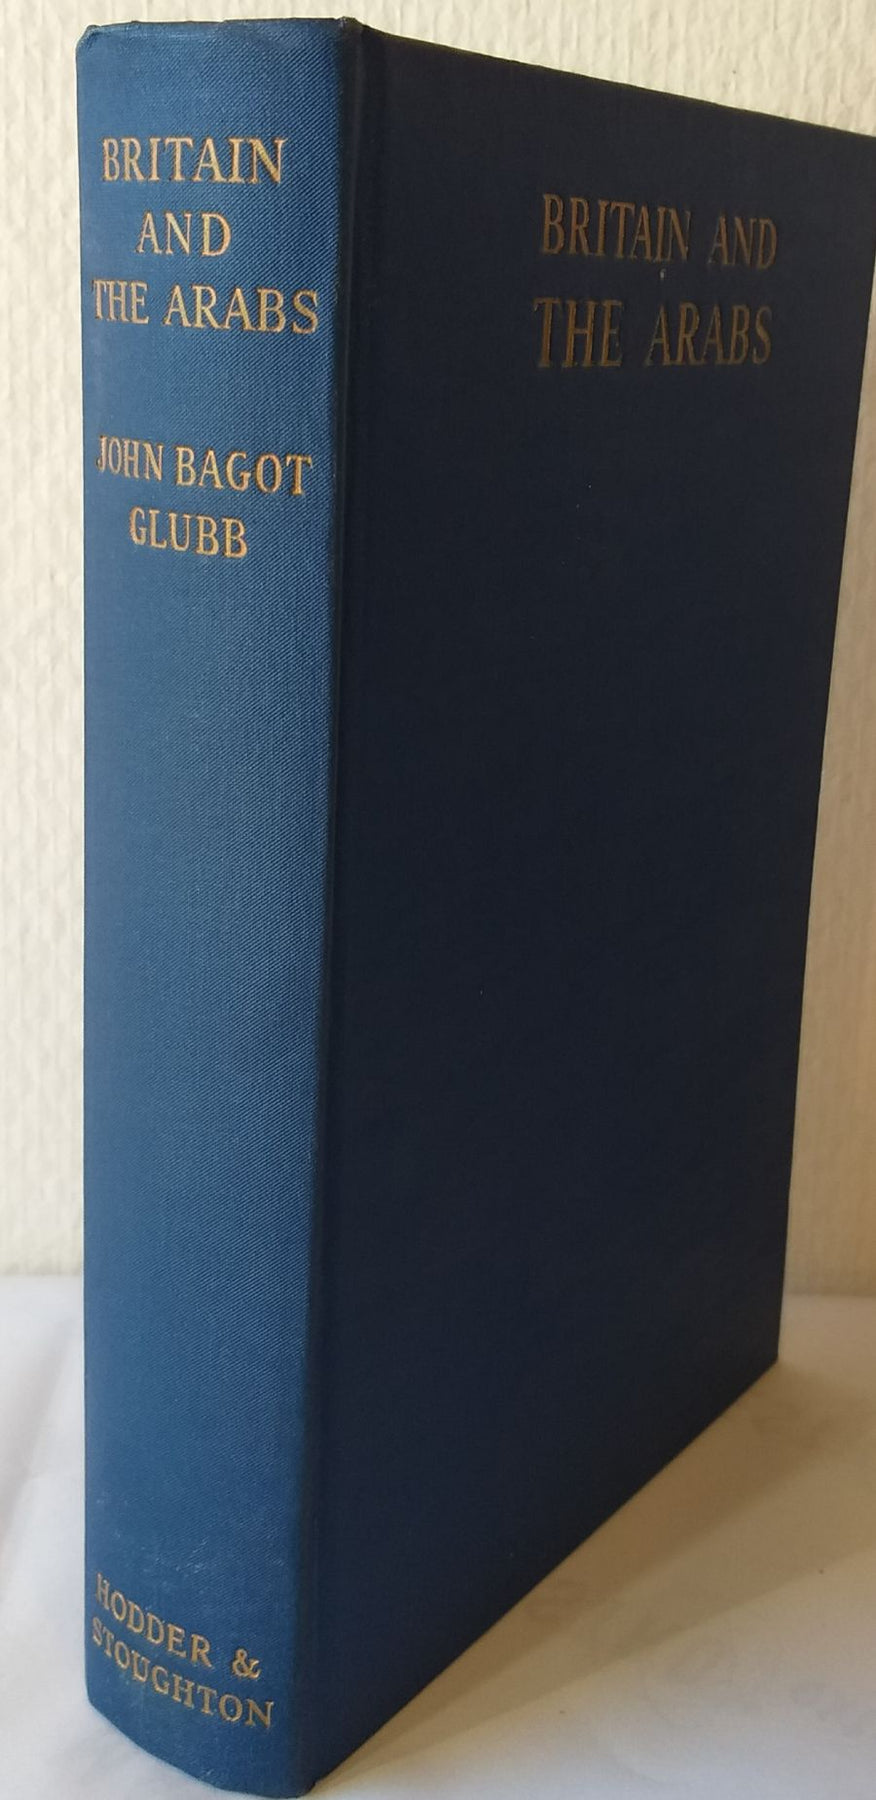 BRITAIN
AND
THE ARABS
JOHN BAGOT
GLUBB
HODDER &
STOUGHTON
BRITAIN AND
THE ARABS